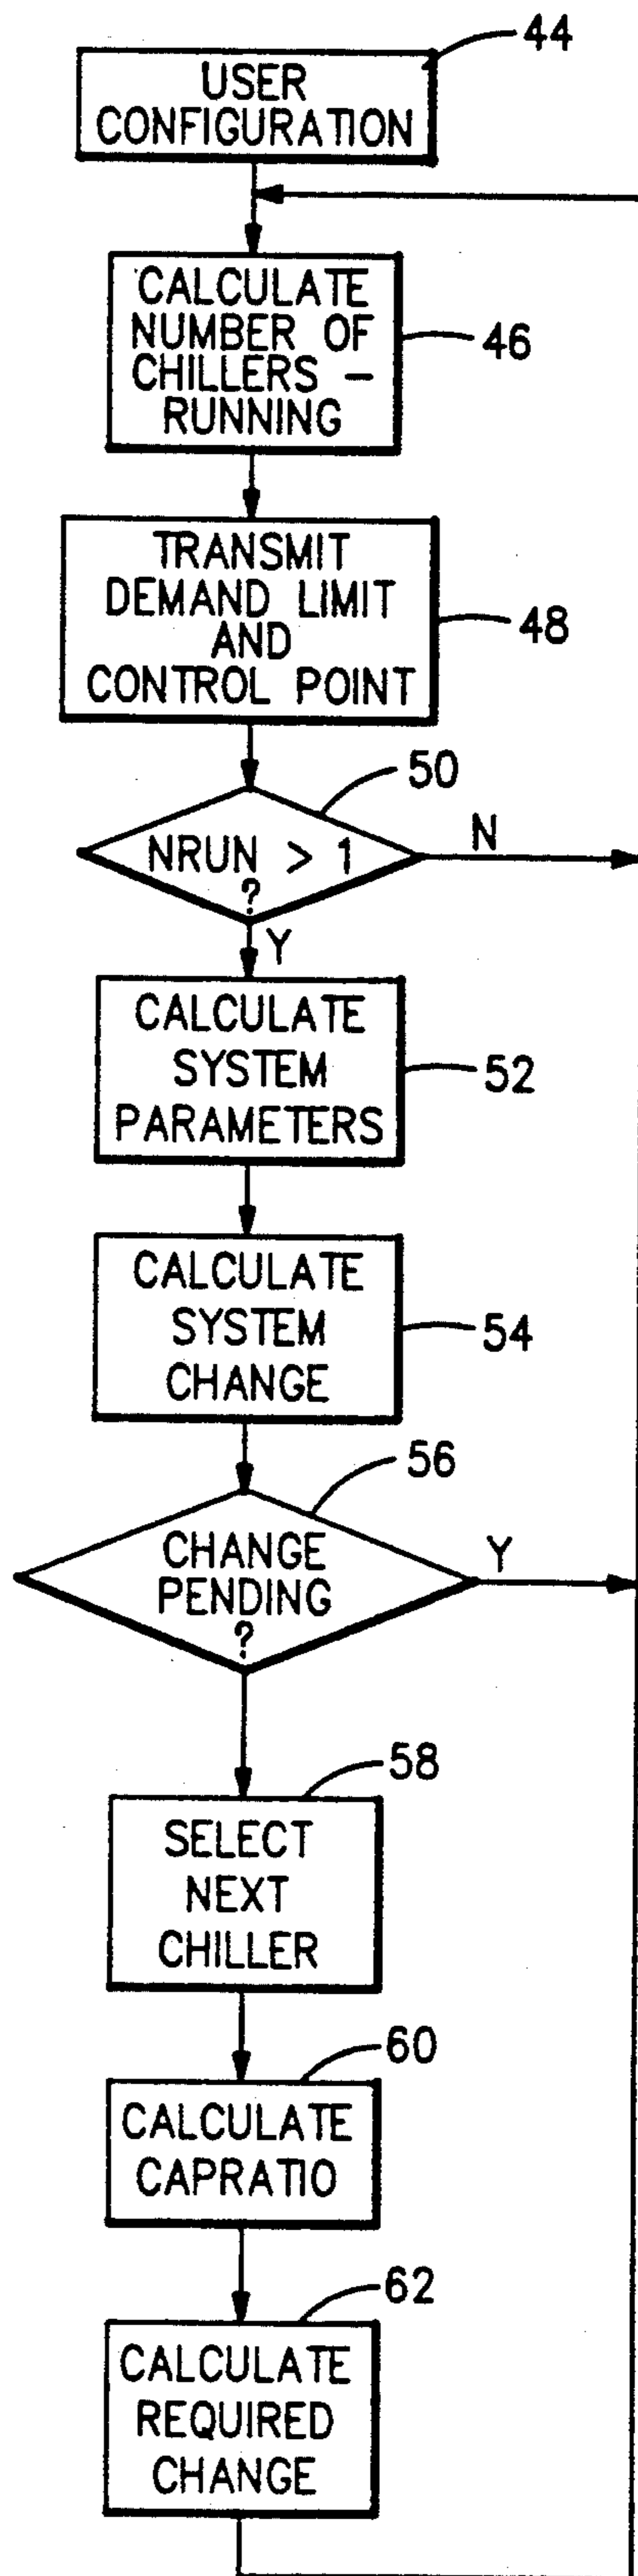 44
USER
CONFIGURATION
CALCULATE
NUMBER OF
CHILLERS -
RUNNING
46
TRANSMIT
DEMAND LIMIT
AND
CONTROL POINT
48
50
NRUN > 1
?
N
Y
CALCULATE
SYSTEM
PARAMETERS
52
CALCULATE
SYSTEM
CHANGE
54
56
CHANGE
PENDING
?
Y
58
SELECT
NEXT
CHILLER
60
CALCULATE
CAPRATIO
62
CALCULATE
REQUIRED
CHANGE